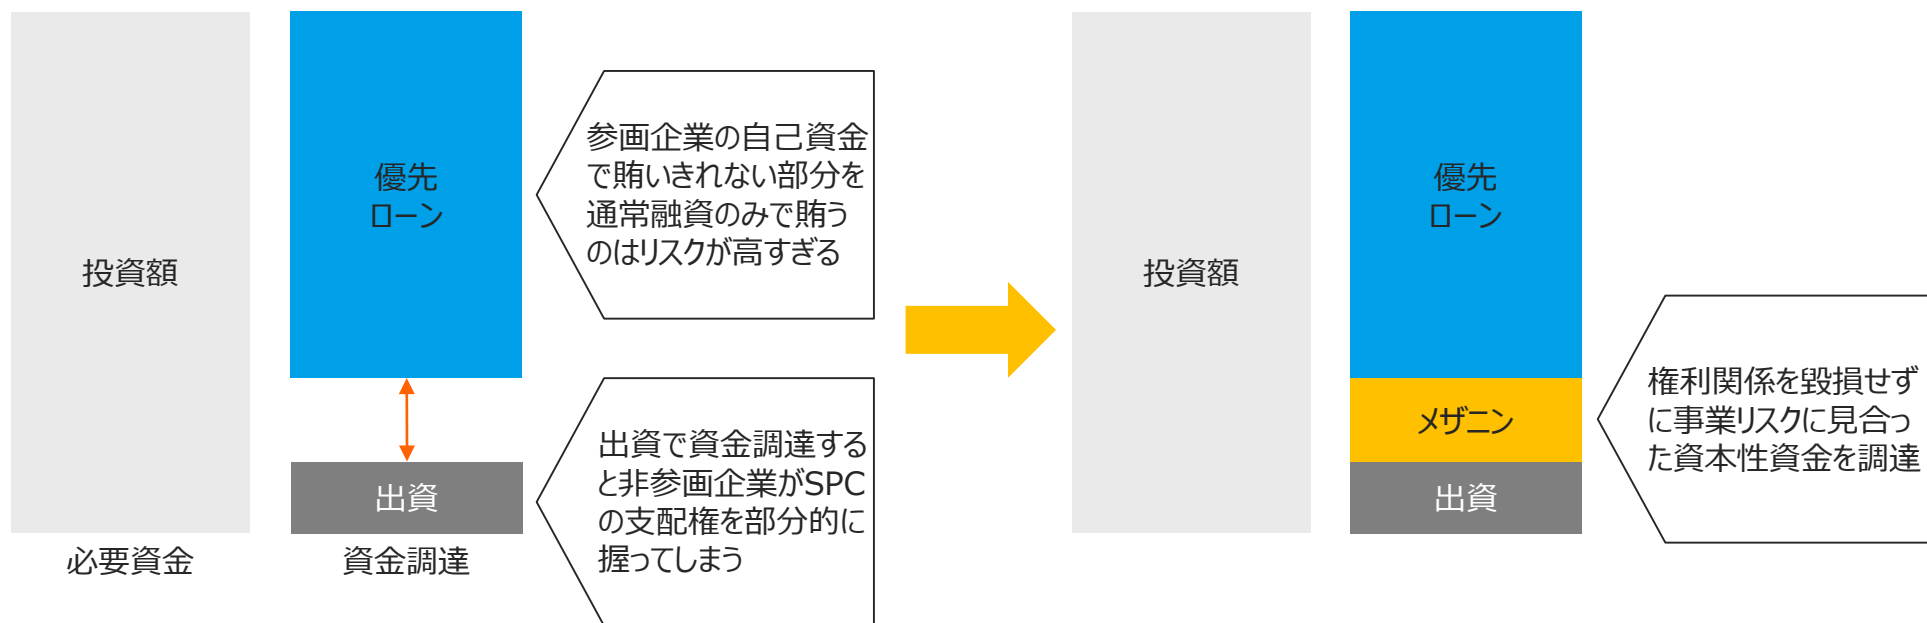 投資額
必要資金
優先
ローン
出資
資金調達
参画企業の自己資金
で賄いきれない部分を
通常融資のみで賄う
のはリスクが高すぎる
出資で資金調達する
と非参画企業がSPC
の支配権を部分的に
握ってしまう
投資額
優先
ローン
メザニン
出資
権利関係を毀損せず
に事業リスクに見合っ
た資本性資金を調達